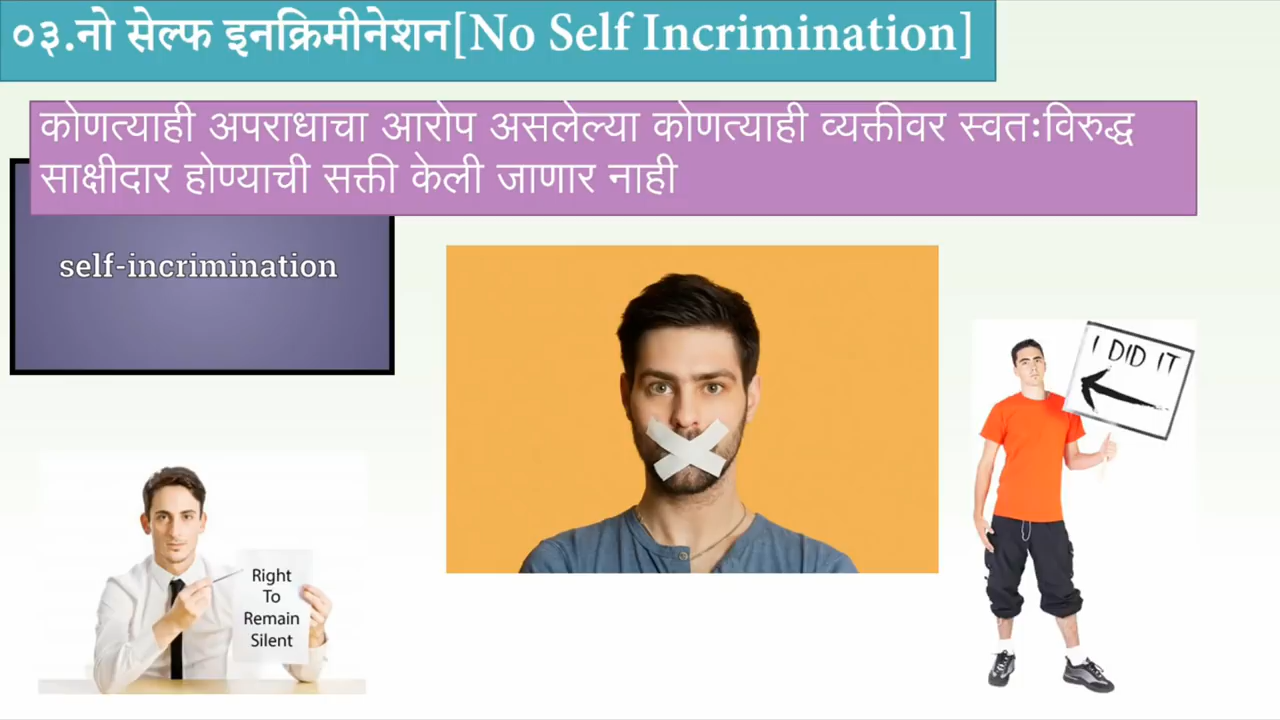 ०३.नो सेल्फ इनक्रिमीनेशन[No Self Incrimination]
कोणत्याही अपराधाचा आरोप असलेल्या कोणत्याही व्यक्तीवर स्वतःविरुद्ध
साक्षीदार होण्याची सक्ती केली जाणार नाही
self-incrimination
I DID IT
Right
To
Remain
Silent